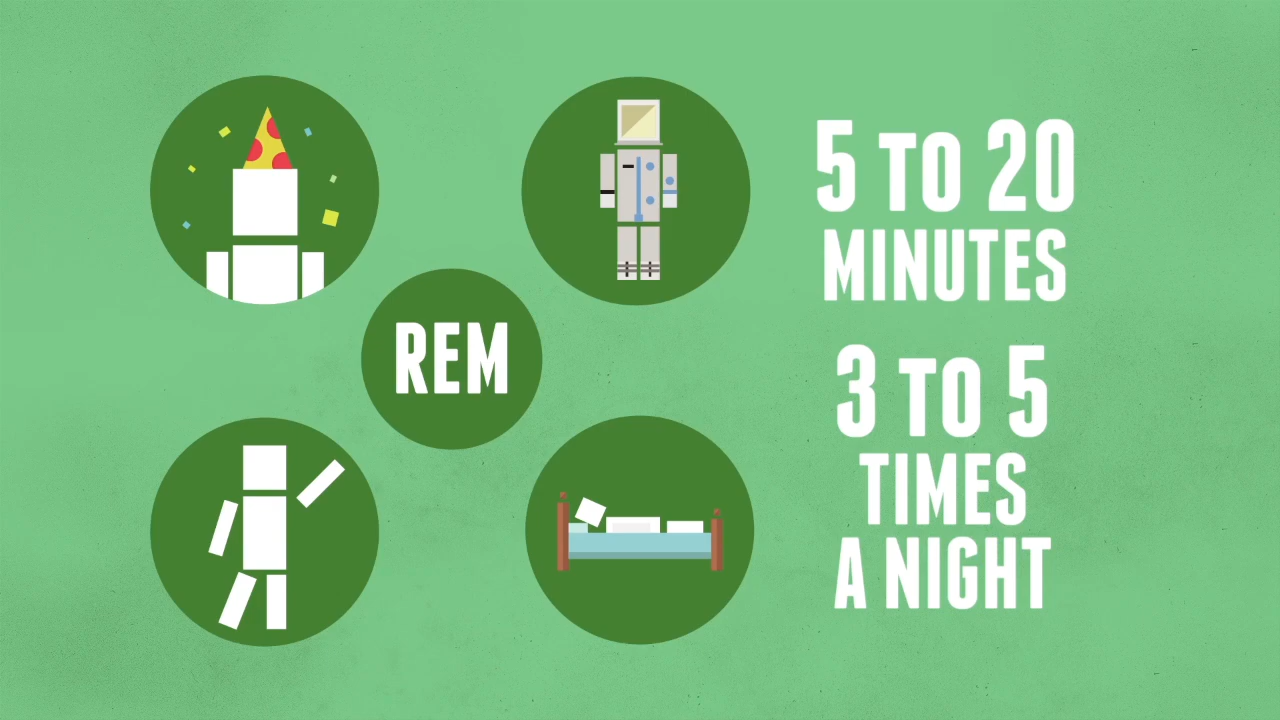 REM
5 TO 20
MINUTES
3 TO 5
TIMES
A NIGHT